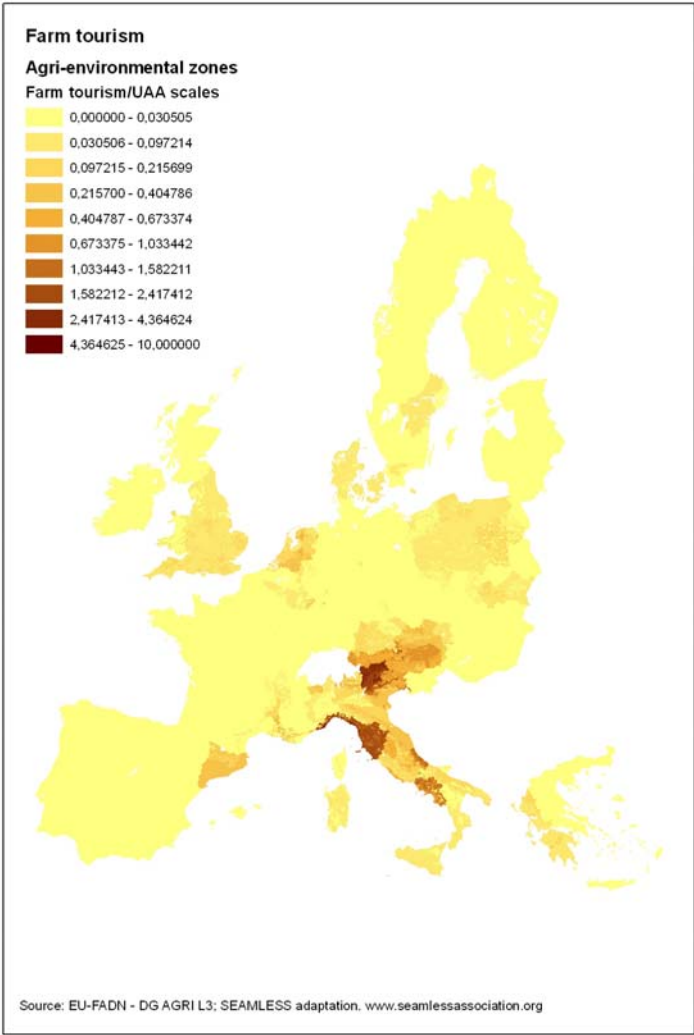 Farm tourism
Agri-environmental zones
Farm tourism/UAA scales
0,000000 - 0,030505
0,030506 - 0,097214
0,097215 - 0,215699
0,215700 - 0,404786
0,404787 - 0,673374
0,673375 - 1,033442
1,033443 - 1,582211
1,582212 - 2,417412
2,417413 - 4,364624
4,364625 - 10,000000
Source: EU-FADN - DG AGRI L3; SEAMLESS adaptation, www.seamlessassociation.org